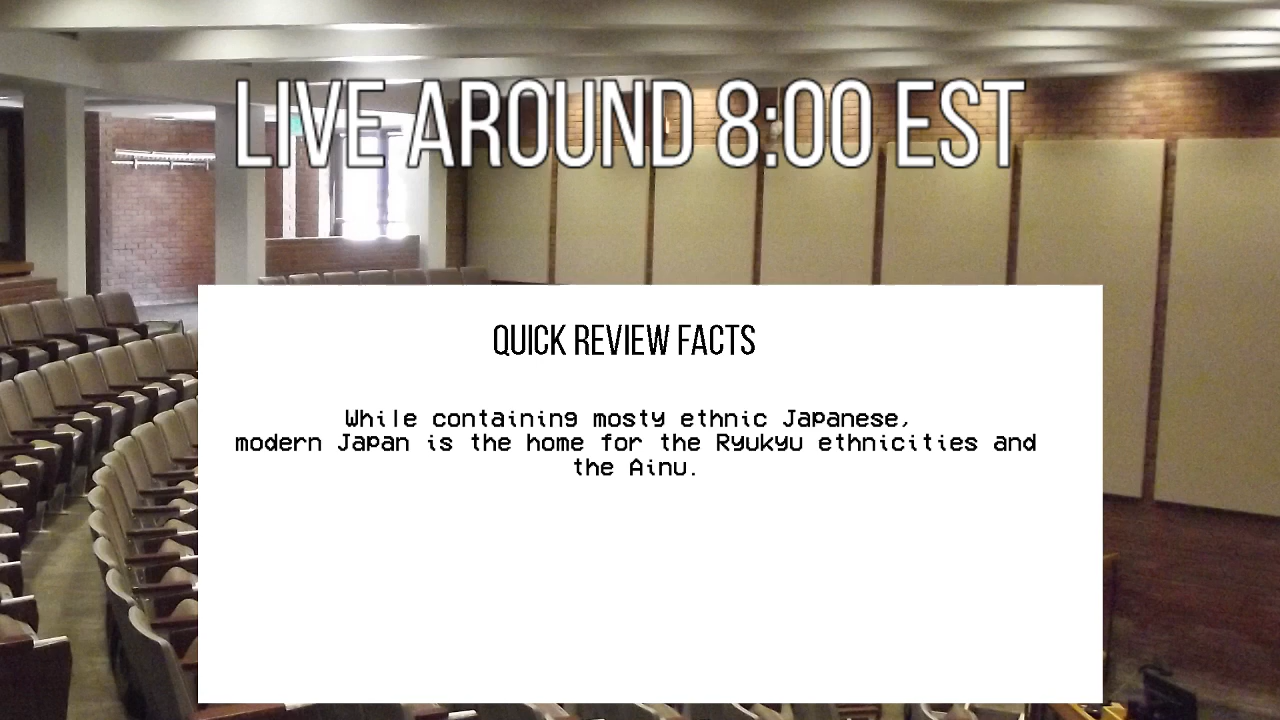 LIVE AROUND 8:00 EST
QUICK REVIEW FACTS
While containing mosty ethnic Japanese,
modern Japan is the home for the Ryukyu ethnicities and
the Ainu.